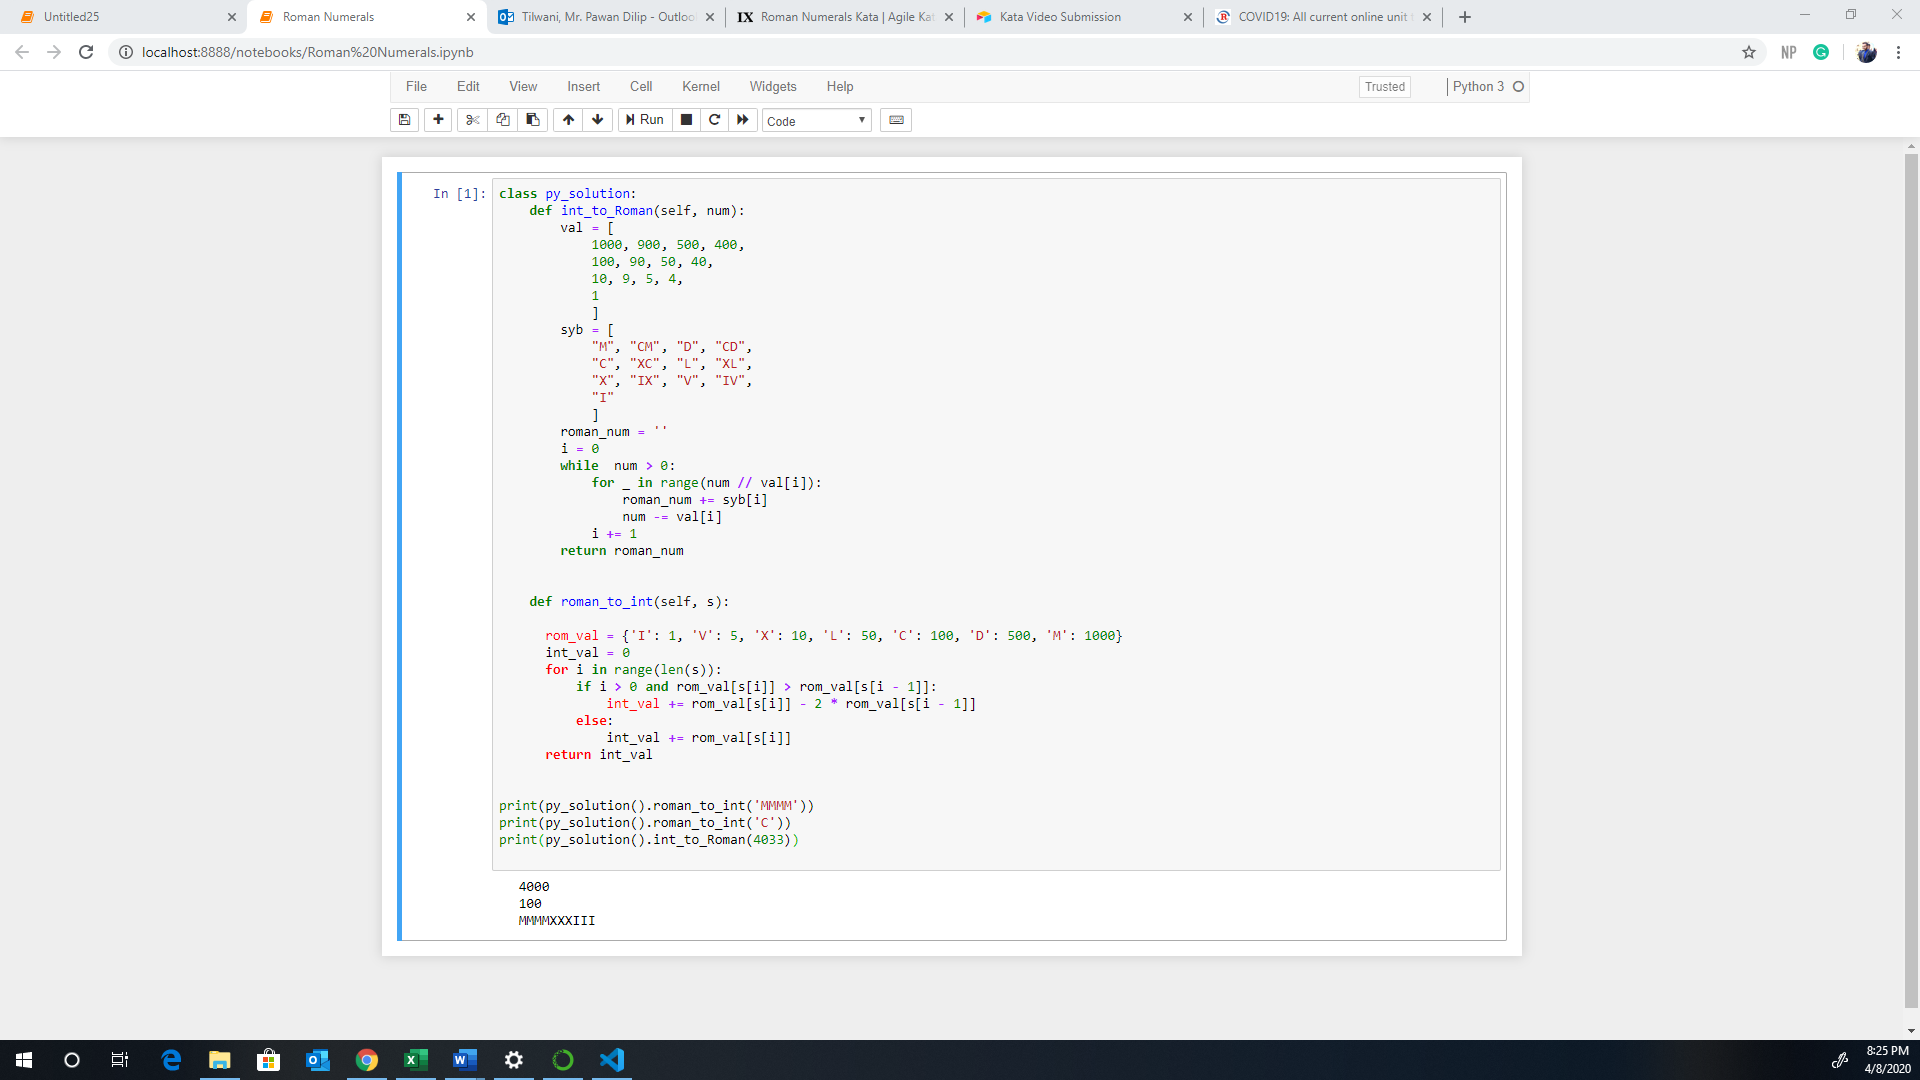 Untitled25
Roman Numerals
Tilwani, Mr. Pawan Dilip - Outloo
IX Roman Numerals Kata | Agile Kat
Kata Video Submission
COVID19: All current online unit t
localhost:8888/notebooks/Roman%20Numerals.ipynb
NP
File Edit View Insert Cell Kernel Widgets Help
Trusted
Python 3
Run
Code
In [1]:
class py_solution:
    def int_to_Roman(self, num):
        val = [
            1000, 900, 500, 400,
            100, 90, 50, 40,
            10, 9, 5, 4,
            1
            ]
        syb = [
            "M", "CM", "D", "CD",
            "C", "XC", "L", "XL",
            "X", "IX", "V", "IV",
            "I"
            ]
        roman_num = ''
        i = 0
        while  num > 0:
            for _ in range(num // val[i]):
                roman_num += syb[i]
                num -= val[i]
            i += 1
        return roman_num
    def roman_to_int(self, s):
      rom_val = {'I': 1, 'V': 5, 'X': 10, 'L': 50, 'C': 100, 'D': 500, 'M': 1000}
      int_val = 0
      for i in range(len(s)):
          if i > 0 and rom_val[s[i]] > rom_val[s[i - 1]]:
              int_val += rom_val[s[i]] - 2 * rom_val[s[i - 1]]
          else:
              int_val += rom_val[s[i]]
      return int_val
print(py_solution().roman_to_int('MMMM'))
print(py_solution().roman_to_int('C'))
print(py_solution().int_to_Roman(4033))
4000
100
MMMMXXXIII
8:25 PM
4/8/2020